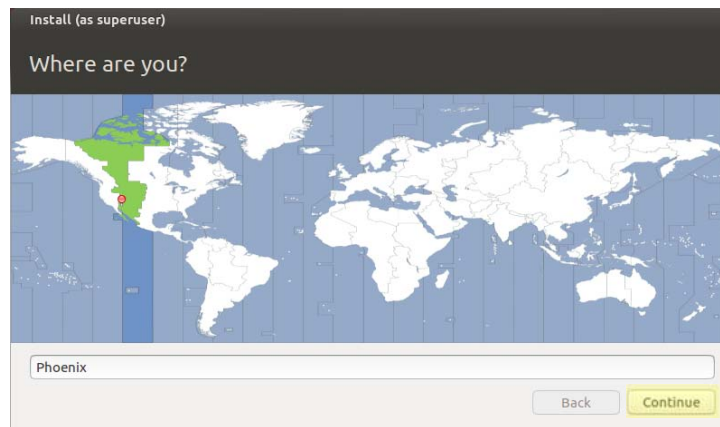 Install (as superuser)
Where are you?
Phoenix
Back
Continue